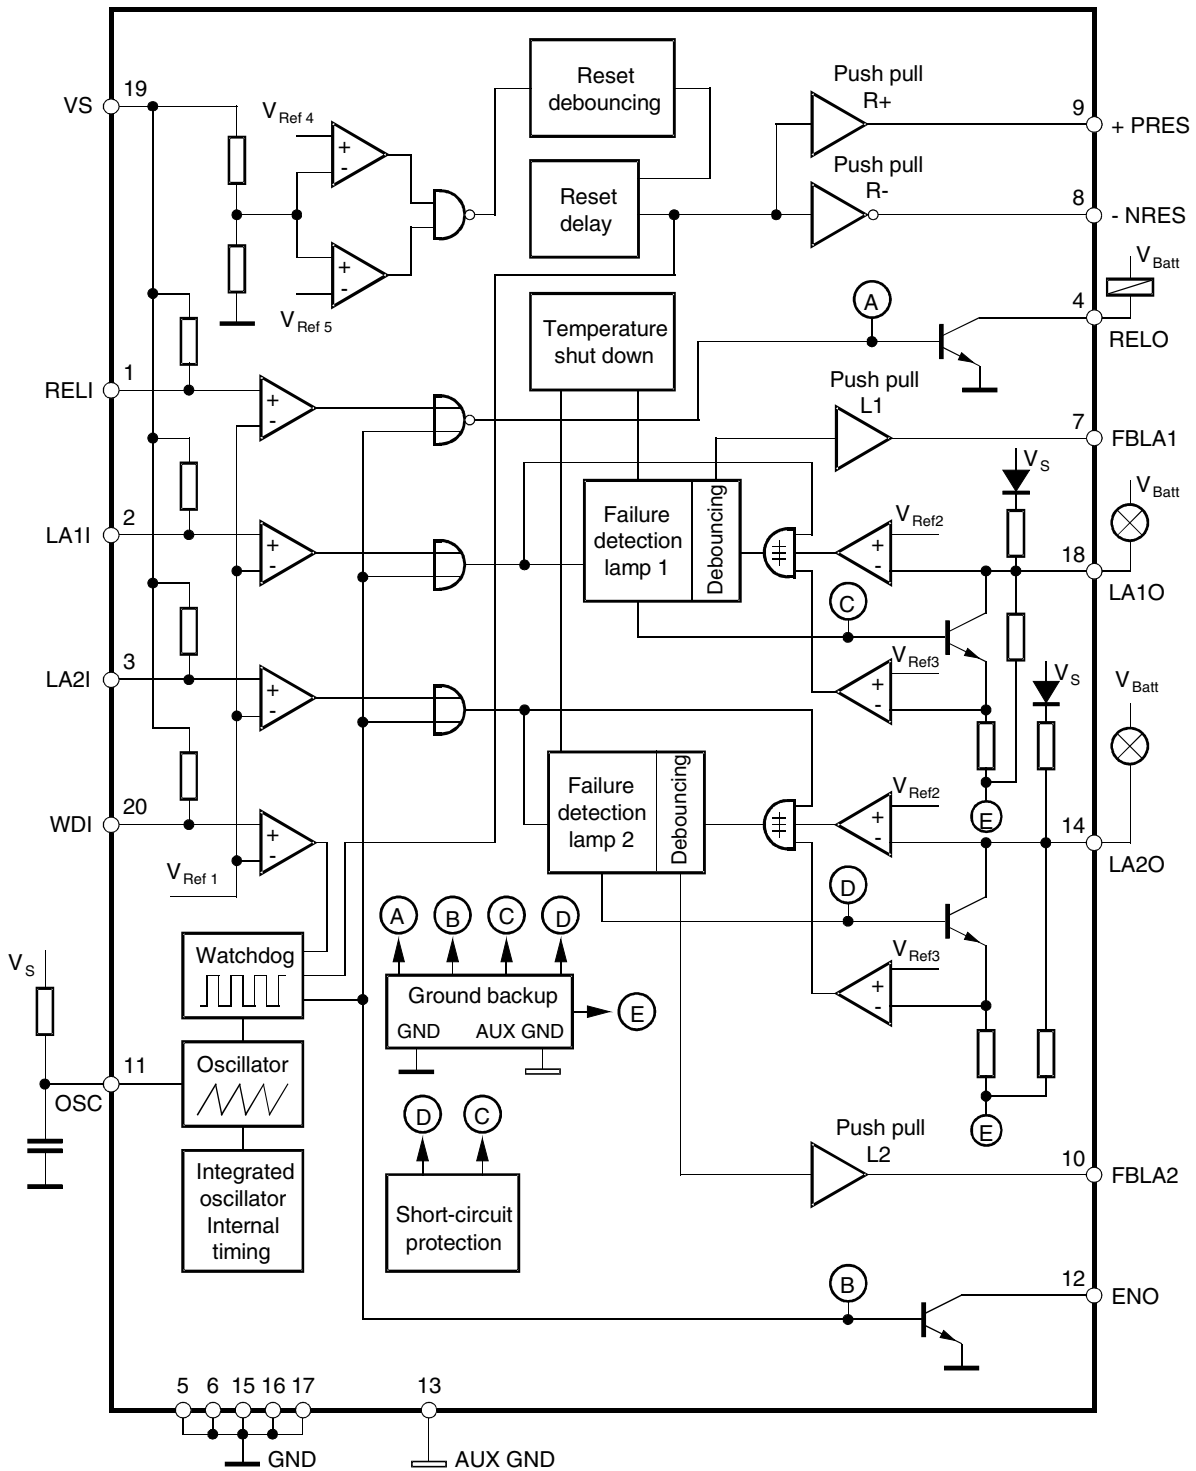 19
VS
V Ref 4
+
-
+
-
V Ref 5
Reset
debouncing
Reset
delay
Push pull
R+
9
+ PRES
Push pull
R-
8
- NRES
V Batt
4
RELO
A
Temperature
shut down
1
RELI
+
-
Push pull
L1
7
FBLA1
V S
V Batt
2
LA1I
+
-
Failure
detection
lamp 1
Debouncing
V Ref2
+
-
18
LA1O
C
3
LA2I
+
-
V Ref3
+
-
V S
V Batt
Failure
detection
lamp 2
Debouncing
V Ref2
+
-
E
14
LA2O
20
WDI
+
-
V Ref 1
D
A
B
C
D
V S
Watchdog
Ground backup
GND
AUX GND
E
V Ref3
+
-
11
OSC
Oscillator
D
C
E
Integrated
oscillator
Internal
timing
Short-circuit
protection
Push pull
L2
10
FBLA2
B
12
ENO
5
6
15
16
17
13
GND
AUX GND